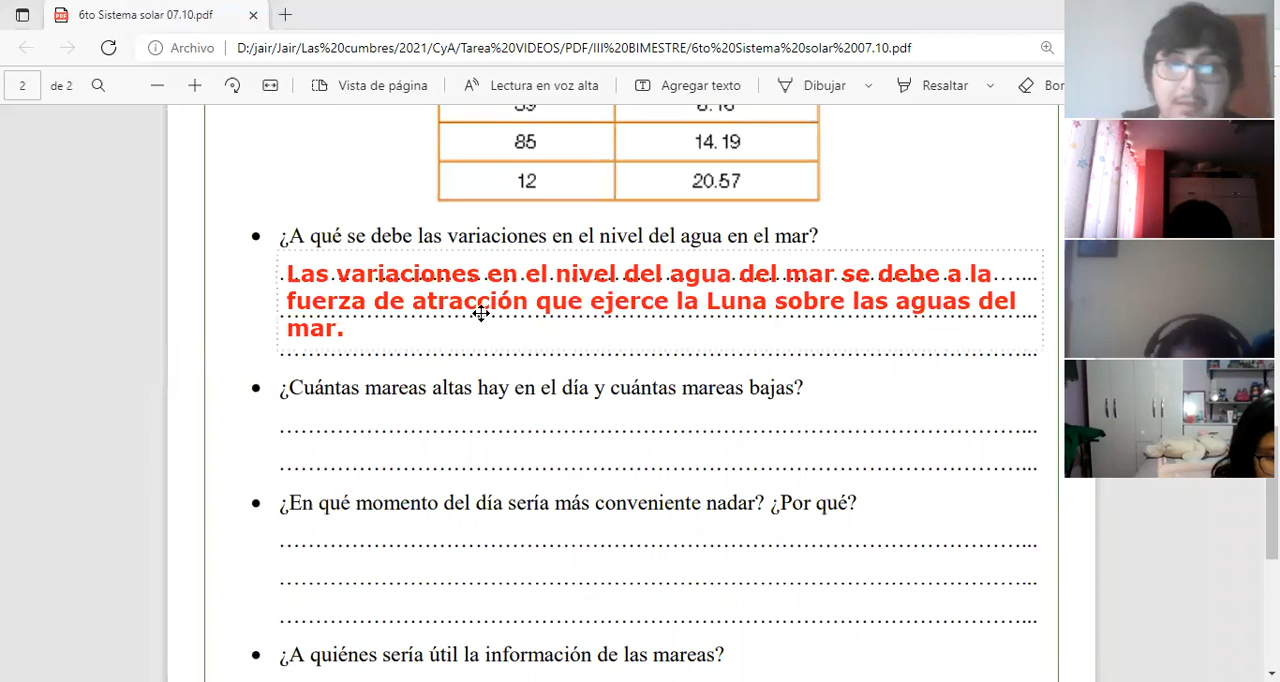 6to Sistema solar 07.10.pdf
Archivo
D:/jair/Jair/Las%20cumbres/2021/CyA/Tarea%20VIDEOS/PDF/III%20BIMESTRE/6to%20Sistema%20solar%2007.10.pdf
2 de 2 Vista de página Lectura en voz alta Agregar texto Dibujar Resaltar Bor
85 14.19
12 20.57
• ¿A qué se debe las variaciones en el nivel del agua en el mar?
Las variaciones en el nivel del agua del mar se debe a la
fuerza de atracción que ejerce la Luna sobre las aguas del
mar.
• ¿Cuántas mareas altas hay en el día y cuántas mareas bajas?
• ¿En qué momento del día sería más conveniente nadar? ¿Por qué?
• ¿A quiénes sería útil la información de las mareas?